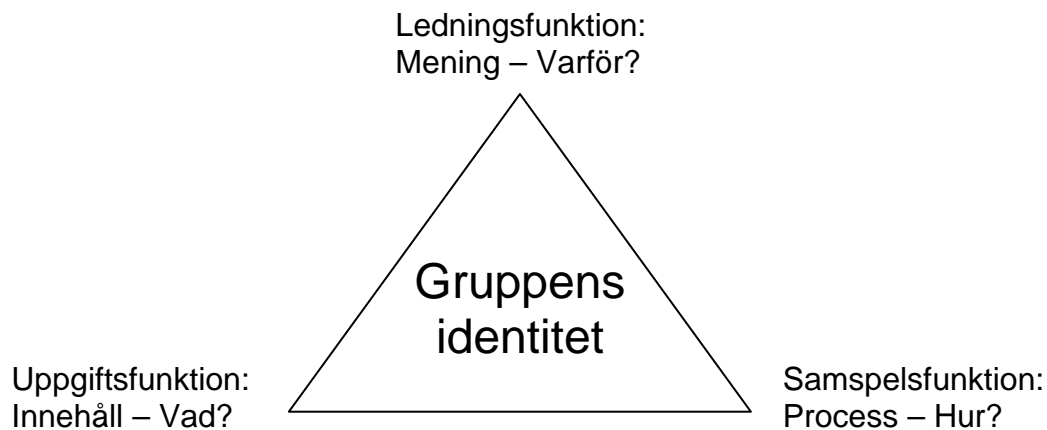 Ledningsfunktion:
Mening – Varför?
Gruppens
identitet
Uppgiftsfunktion:
Innehåll – Vad?
Samspelsfunktion:
Process – Hur?